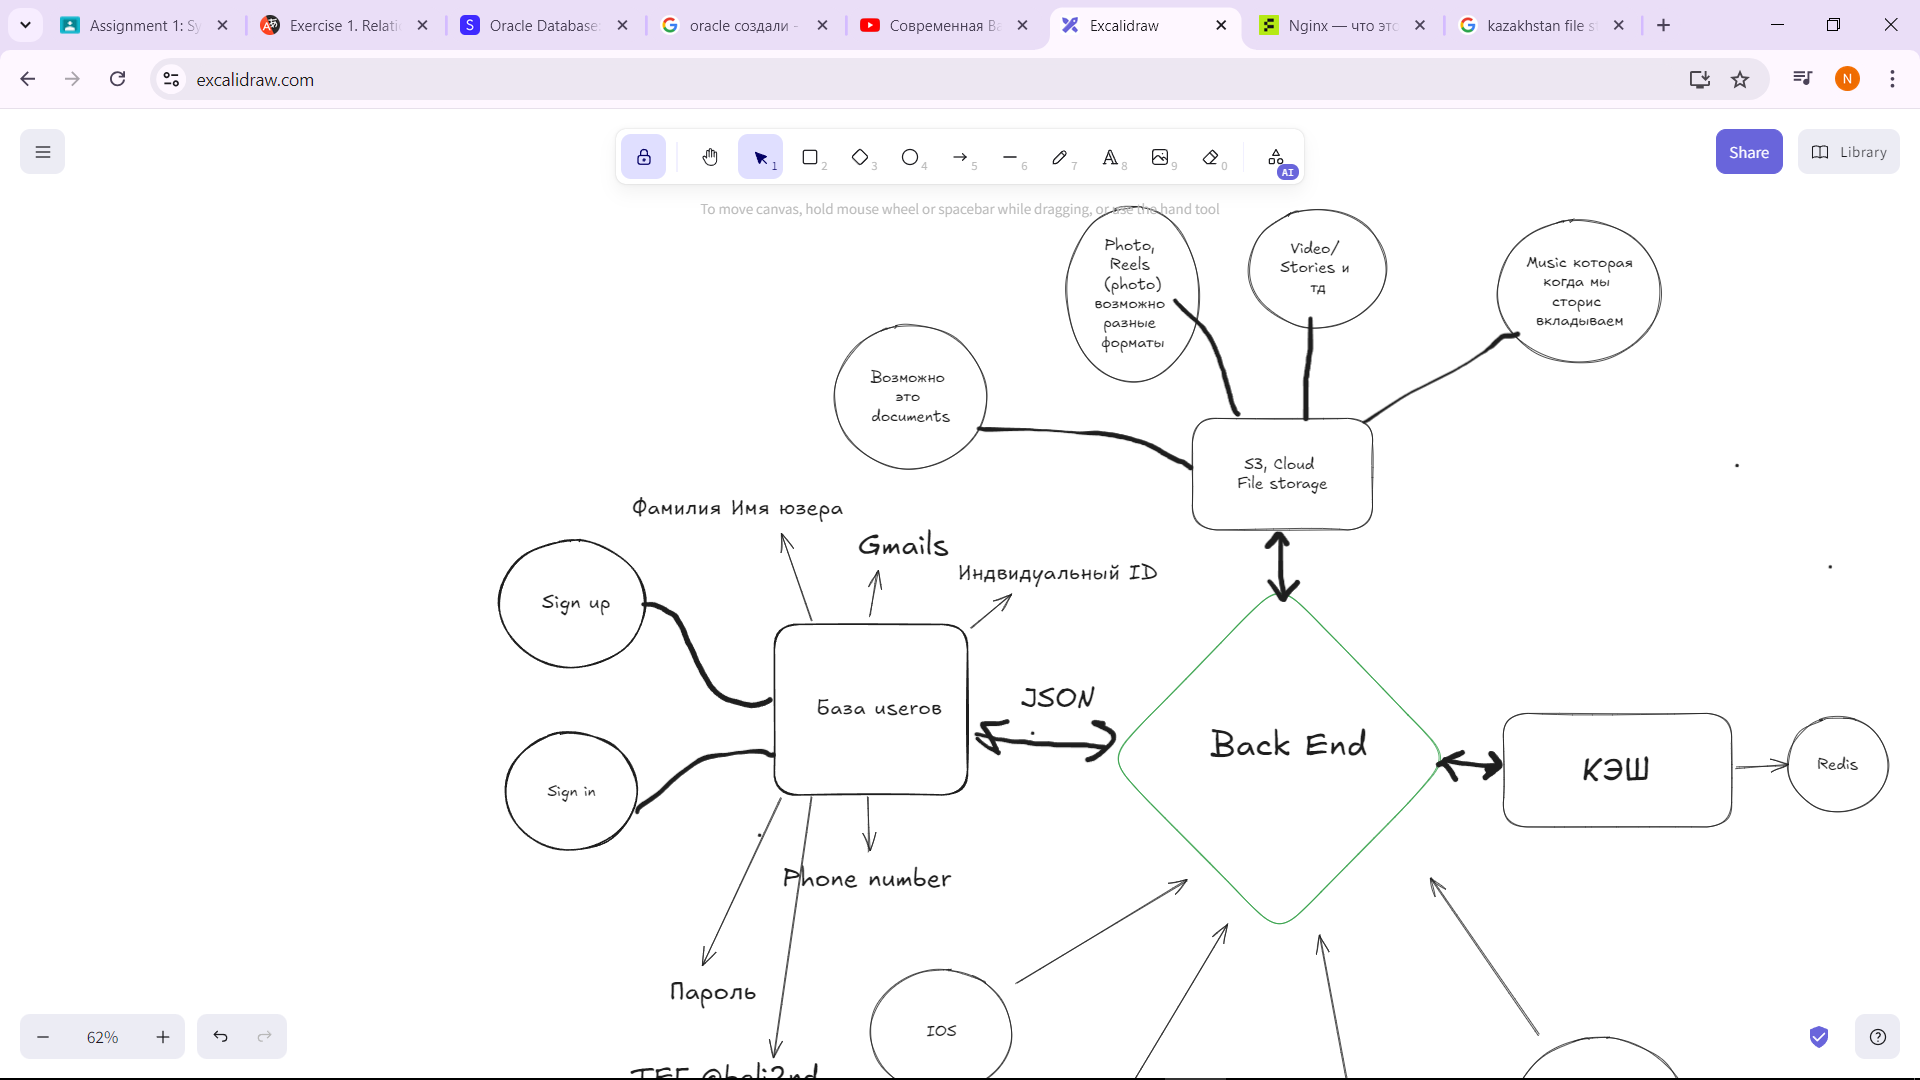 Assignment 1: Sy
Exercise 1. Relati
Oracle Database:
oracle создали -
Современная Ва
Excalidraw
Nginx — что это
kazakhstan file s
excalidraw.com
N
1
2
3
4
5
6
7
8
9
0
AI
Share
Library
To move canvas, hold mouse wheel or spacebar while dragging, or use the hand tool
Photo,
Reels
(photo)
возможно
разные
форматы
Video/
Stories и
тд
Music которая
когда мы
сторис
вкладываем
Возможно
это
documents
S3, Cloud
File storage
Фамилия Имя юзера
Gmails
Индвидуальный ID
Sign up
База userов
JSON
Back End
КЭШ
Redis
Sign in
Phone number
Пароль
IOS
62%